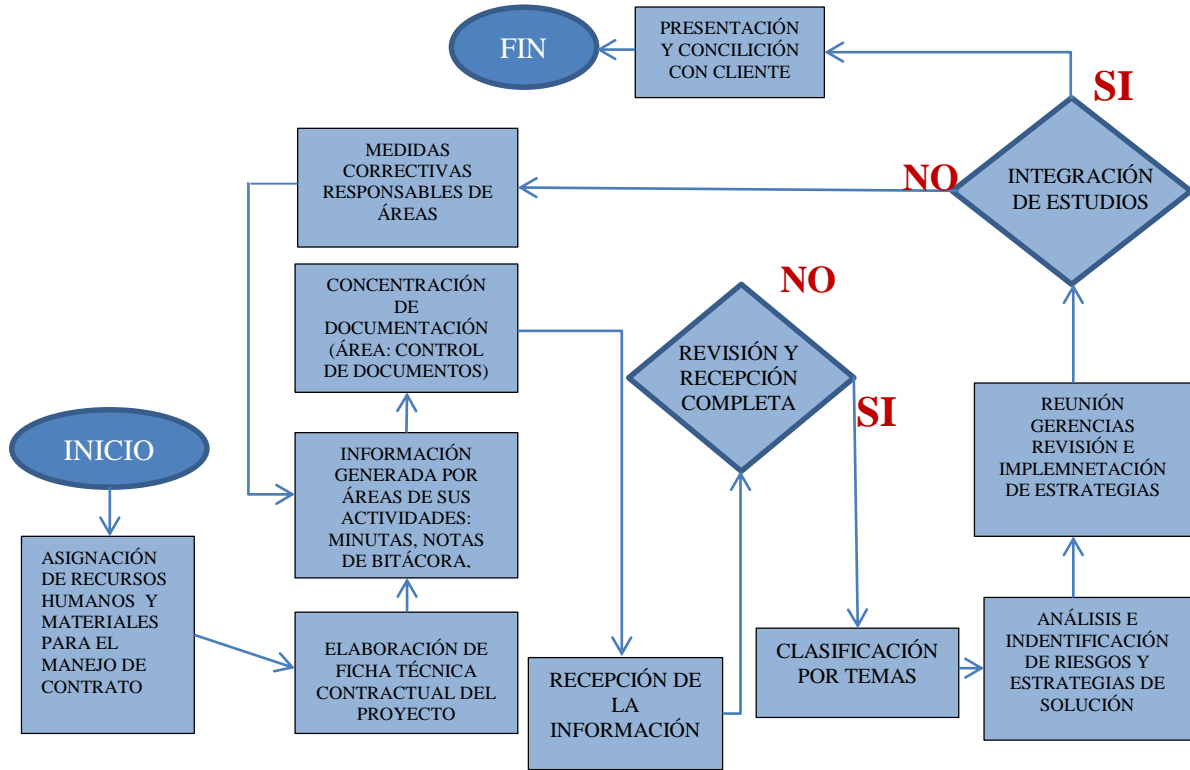 FIN
PRESENTACIÓN
Y CONCILICIÓN
CON CLIENTE
SI
MEDIDAS
CORRECTIVAS
RESPONSABLES DE
ÁREAS
NO
INTEGRACIÓN
DE ESTUDIOS
CONCENTRACIÓN
DE
DOCUMENTACIÓN
(ÁREA: CONTROL
DE DOCUMENTOS)
NO
REVISIÓN Y
RECEPCIÓN
COMPLETA
SI
REUNIÓN
GERENCIAS
REVISIÓN E
IMPLEMNETACIÓN
DE ESTRATEGIAS
INICIO
INFORMACIÓN
GENERADA POR
ÁREAS DE SUS
ACTIVIDADES:
MINUTAS, NOTAS
DE BITÁCORA,
ASIGNACIÓN
DE RECURSOS
HUMANOS Y
MATERIALES
PARA EL
MANEJO DE
CONTRATO
ELABORACIÓN DE
FICHA TÉCNICA
CONTRACTUAL DEL
PROYECTO
RECEPCIÓN DE
LA
INFORMACIÓN
CLASIFICACIÓN
POR TEMAS
ANÁLISIS E
INDENTIFICACIÓN
DE RIESGOS Y
ESTRATEGIAS DE
SOLUCIÓN